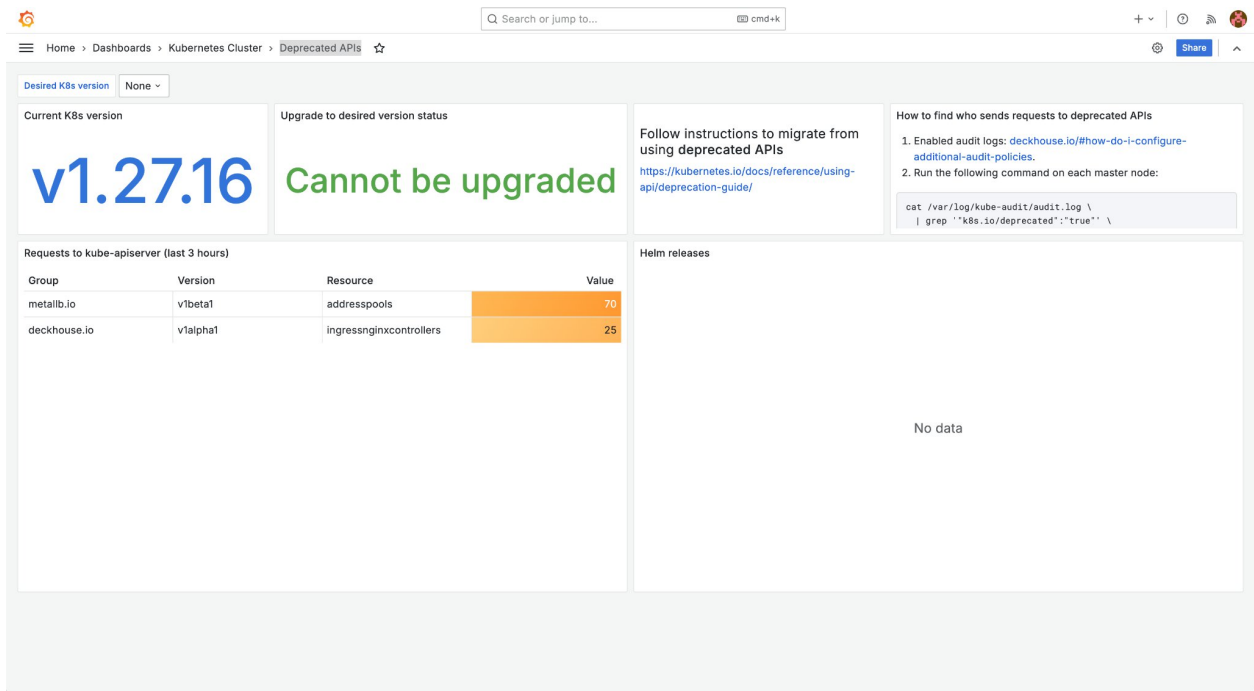 Search or jump to... cmd+k
Home › Dashboards › Kubernetes Cluster › Deprecated APIs
Share
Desired K8s version None
Current K8s version
v1.27.16
Upgrade to desired version status
Cannot be upgraded
Follow instructions to migrate from
using deprecated APIs
https://kubernetes.io/docs/reference/using-
api/deprecation-guide/
How to find who sends requests to deprecated APIs
1. Enabled audit logs: deckhouse.io/#how-do-i-configure-
additional-audit-policies.
2. Run the following command on each master node:
cat /var/log/kube-audit/audit.log \
| grep '"k8s.io/deprecated":"true"' \
Requests to kube-apiserver (last 3 hours)
Group Version Resource Value
metallb.io v1beta1 addresspools 70
deckhouse.io v1alpha1 ingressnginxcontrollers 25
Helm releases
No data